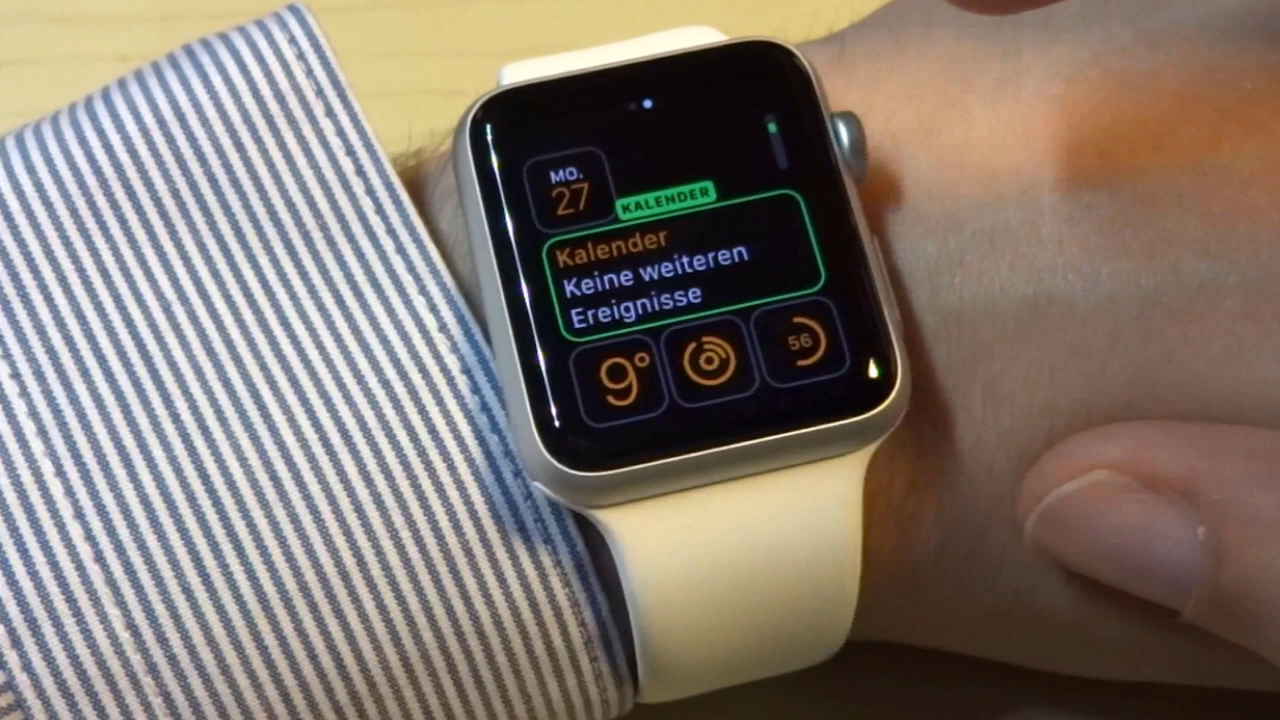 MO.
27
KALENDER
Kalender
Keine weiteren
Ereignisse
9°
56